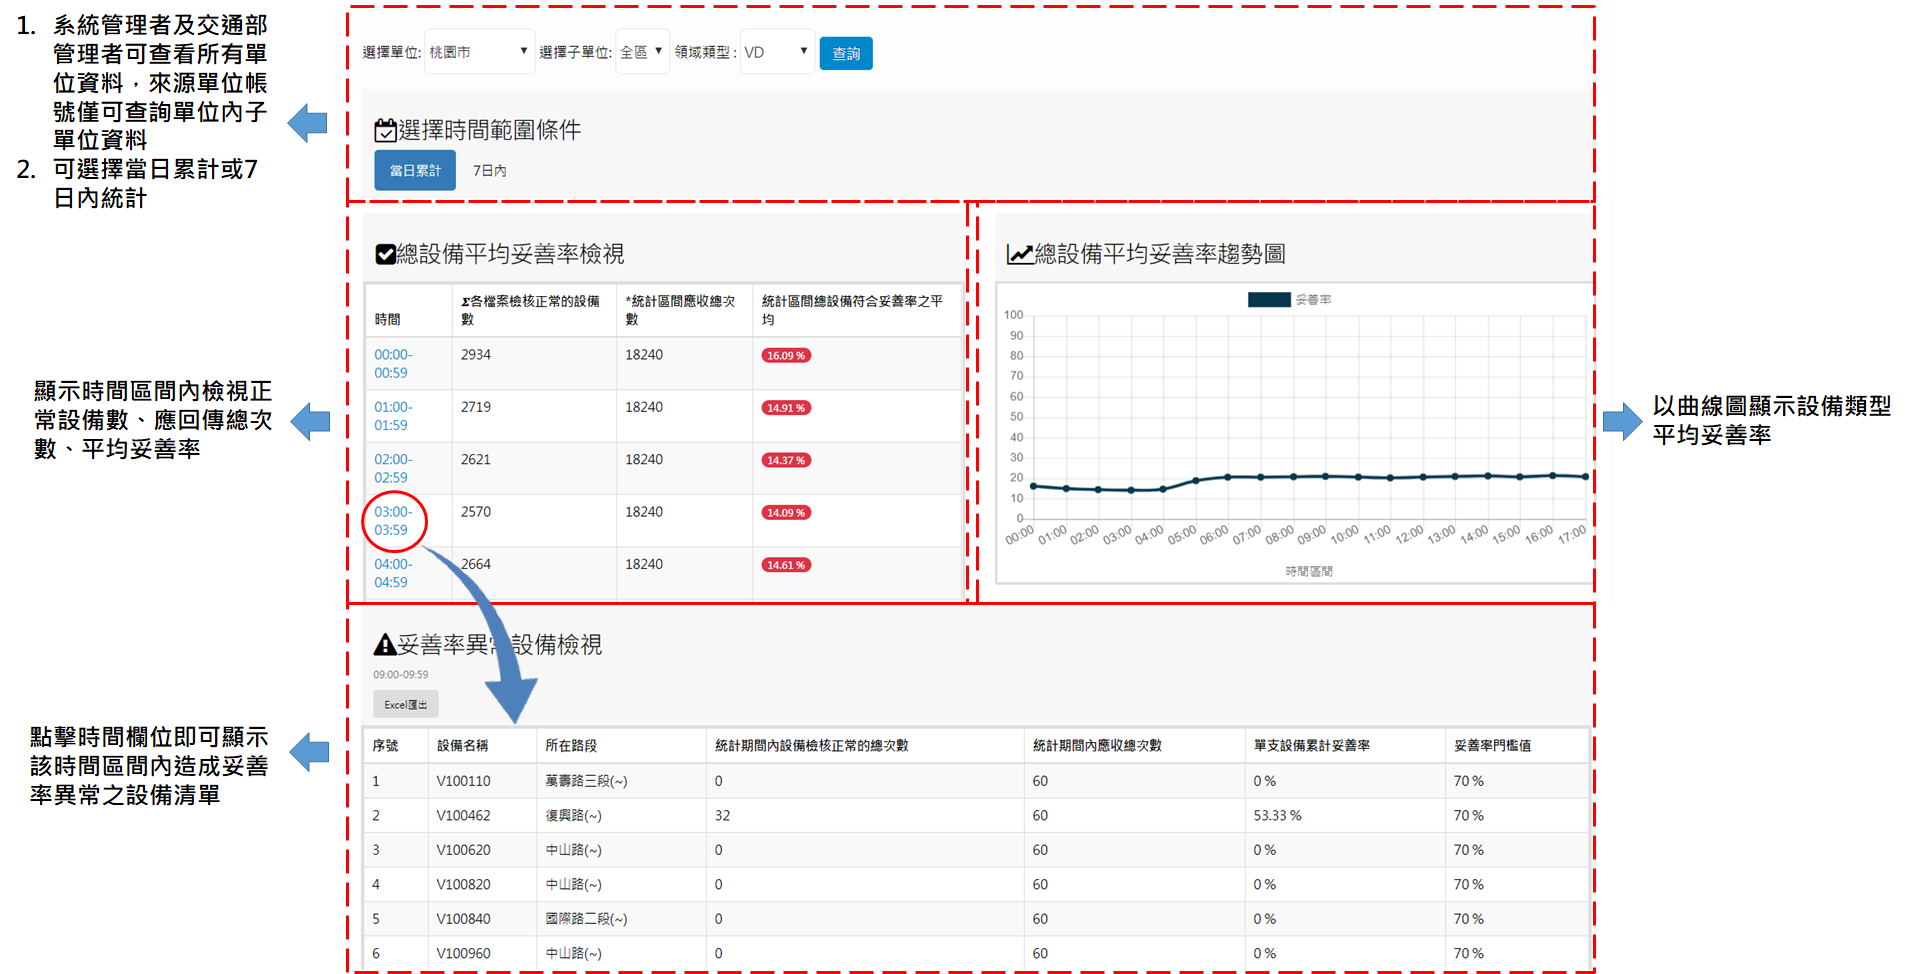 1. 系統管理者及交通部
管理者可查看所有單
位資料，來源單位帳
號僅可查詢單位內子
單位資料
2. 可選擇當日累計或7
日內統計
選擇單位: 桃園市 選擇子單位: 全區 領域類型: VD 查詢
選擇時間範圍條件
當日累計 7日內
總設備平均妥善率檢視
時間 Σ各檔案檢核正常的設備數 *統計區間應收總次數 統計區間總設備符合妥善率之平均
00:00-00:59 2934 18240 16.09 %
01:00-01:59 2719 18240 14.91 %
02:00-02:59 2621 18240 14.37 %
03:00-03:59 2570 18240 14.09 %
04:00-04:59 2664 18240 14.61 %
總設備平均妥善率趨勢圖
妥善率
100
90
80
70
60
50
40
30
20
10
0
00:00 01:00 02:00 03:00 04:00 05:00 06:00 07:00 08:00 09:00 10:00 11:00 12:00 13:00 14:00 15:00 16:00 17:00
時間區間
顯示時間區間內檢視正
常設備數、應回傳總次
數、平均妥善率
以曲線圖顯示設備類型
平均妥善率
妥善率異常設備檢視
09:00-09:59
Excel匯出
點擊時間欄位即可顯示
該時間區間內造成妥善
率異常之設備清單
序號 設備名稱 所在路段 統計期間內設備檢核正常的總次數 統計期間內應收總次數 單支設備累計妥善率 妥善率門檻值
1 V100110 萬壽路三段(~) 0 60 0 % 70 %
2 V100462 復興路(~) 32 60 53.33 % 70 %
3 V100620 中山路(~) 0 60 0 % 70 %
4 V100820 中山路(~) 0 60 0 % 70 %
5 V100840 國際路二段(~) 0 60 0 % 70 %
6 V100960 中山路(~) 0 60 0 % 70 %